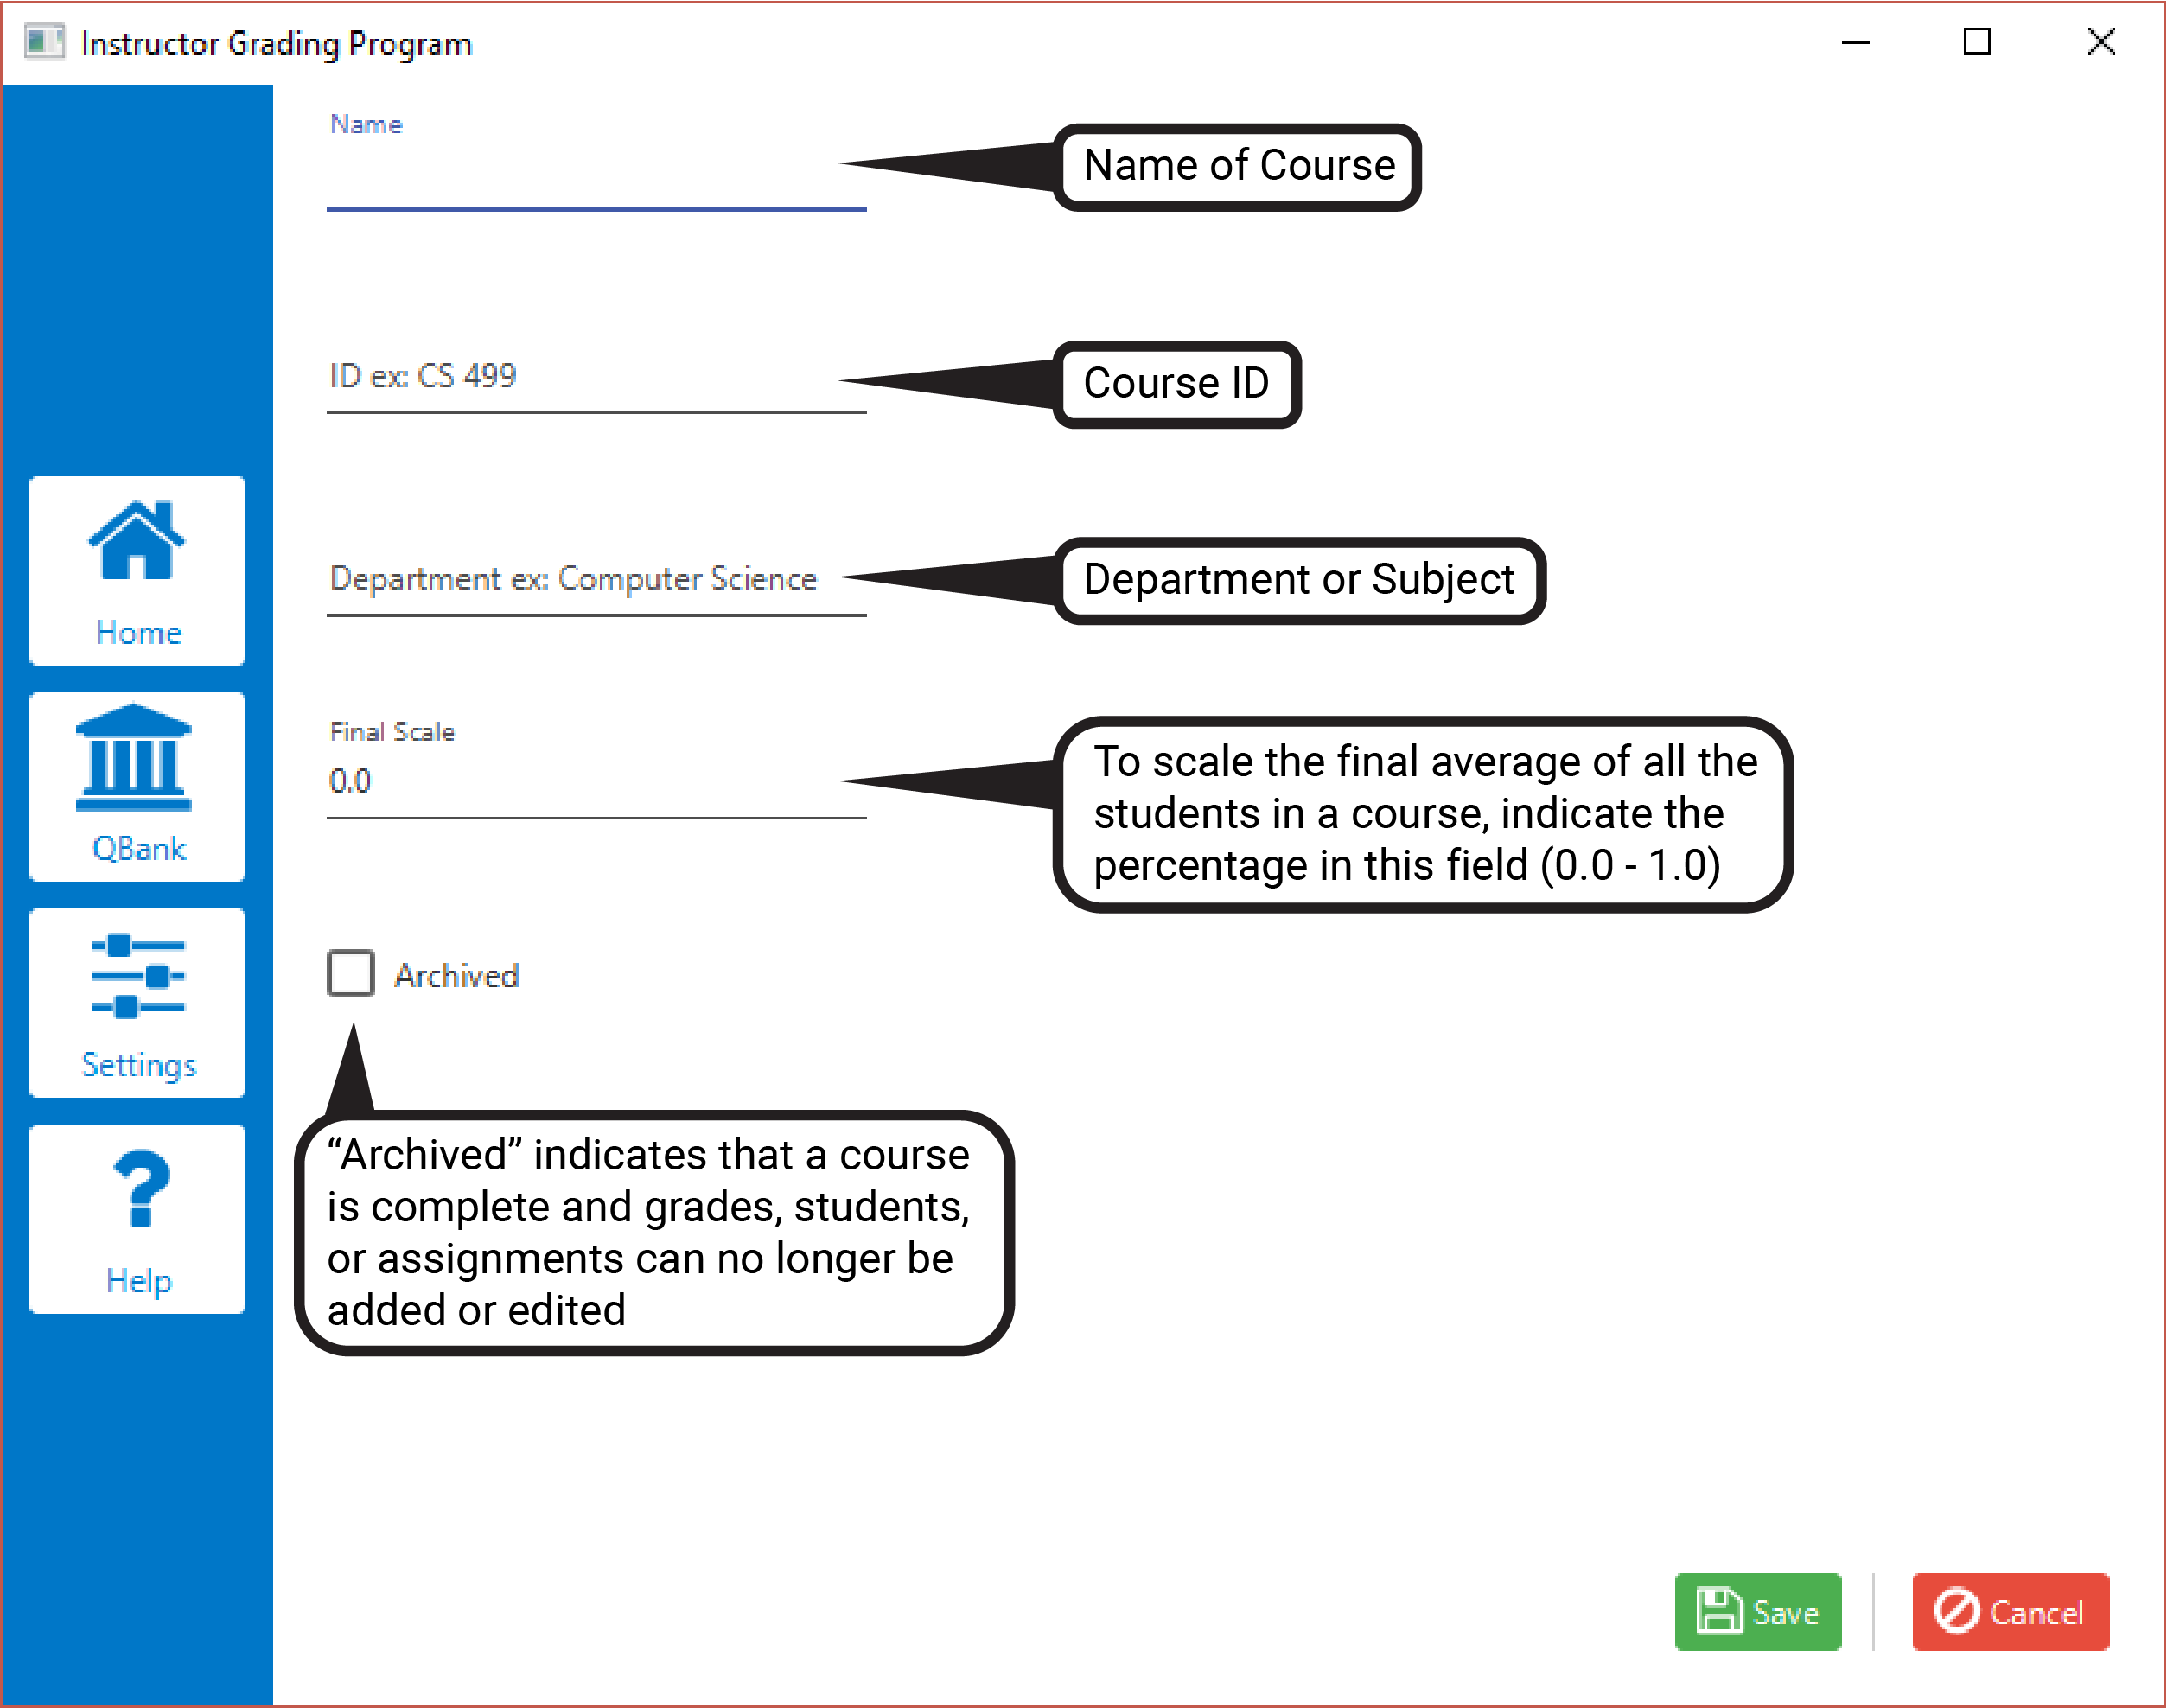 Instructor Grading Program
Name
Name of Course
ID ex: CS 499
Course ID
Department ex: Computer Science
Department or Subject
Final Scale
0.0
To scale the final average of all the
students in a course, indicate the
percentage in this field (0.0 - 1.0)
Archived
“Archived” indicates that a course
is complete and grades, students,
or assignments can no longer be
added or edited
Home
QBank
Settings
Help
Save
Cancel